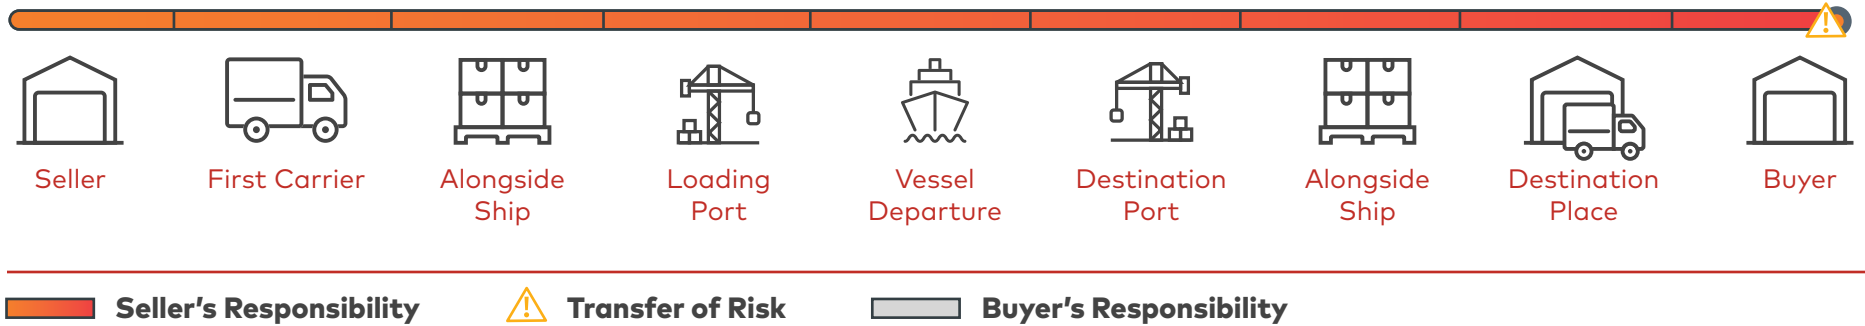 Seller
First Carrier
Alongside
Ship
Loading
Port
Vessel
Departure
Destination
Port
Alongside
Ship
Destination
Place
Buyer
Seller's Responsibility
Transfer of Risk
Buyer's Responsibility